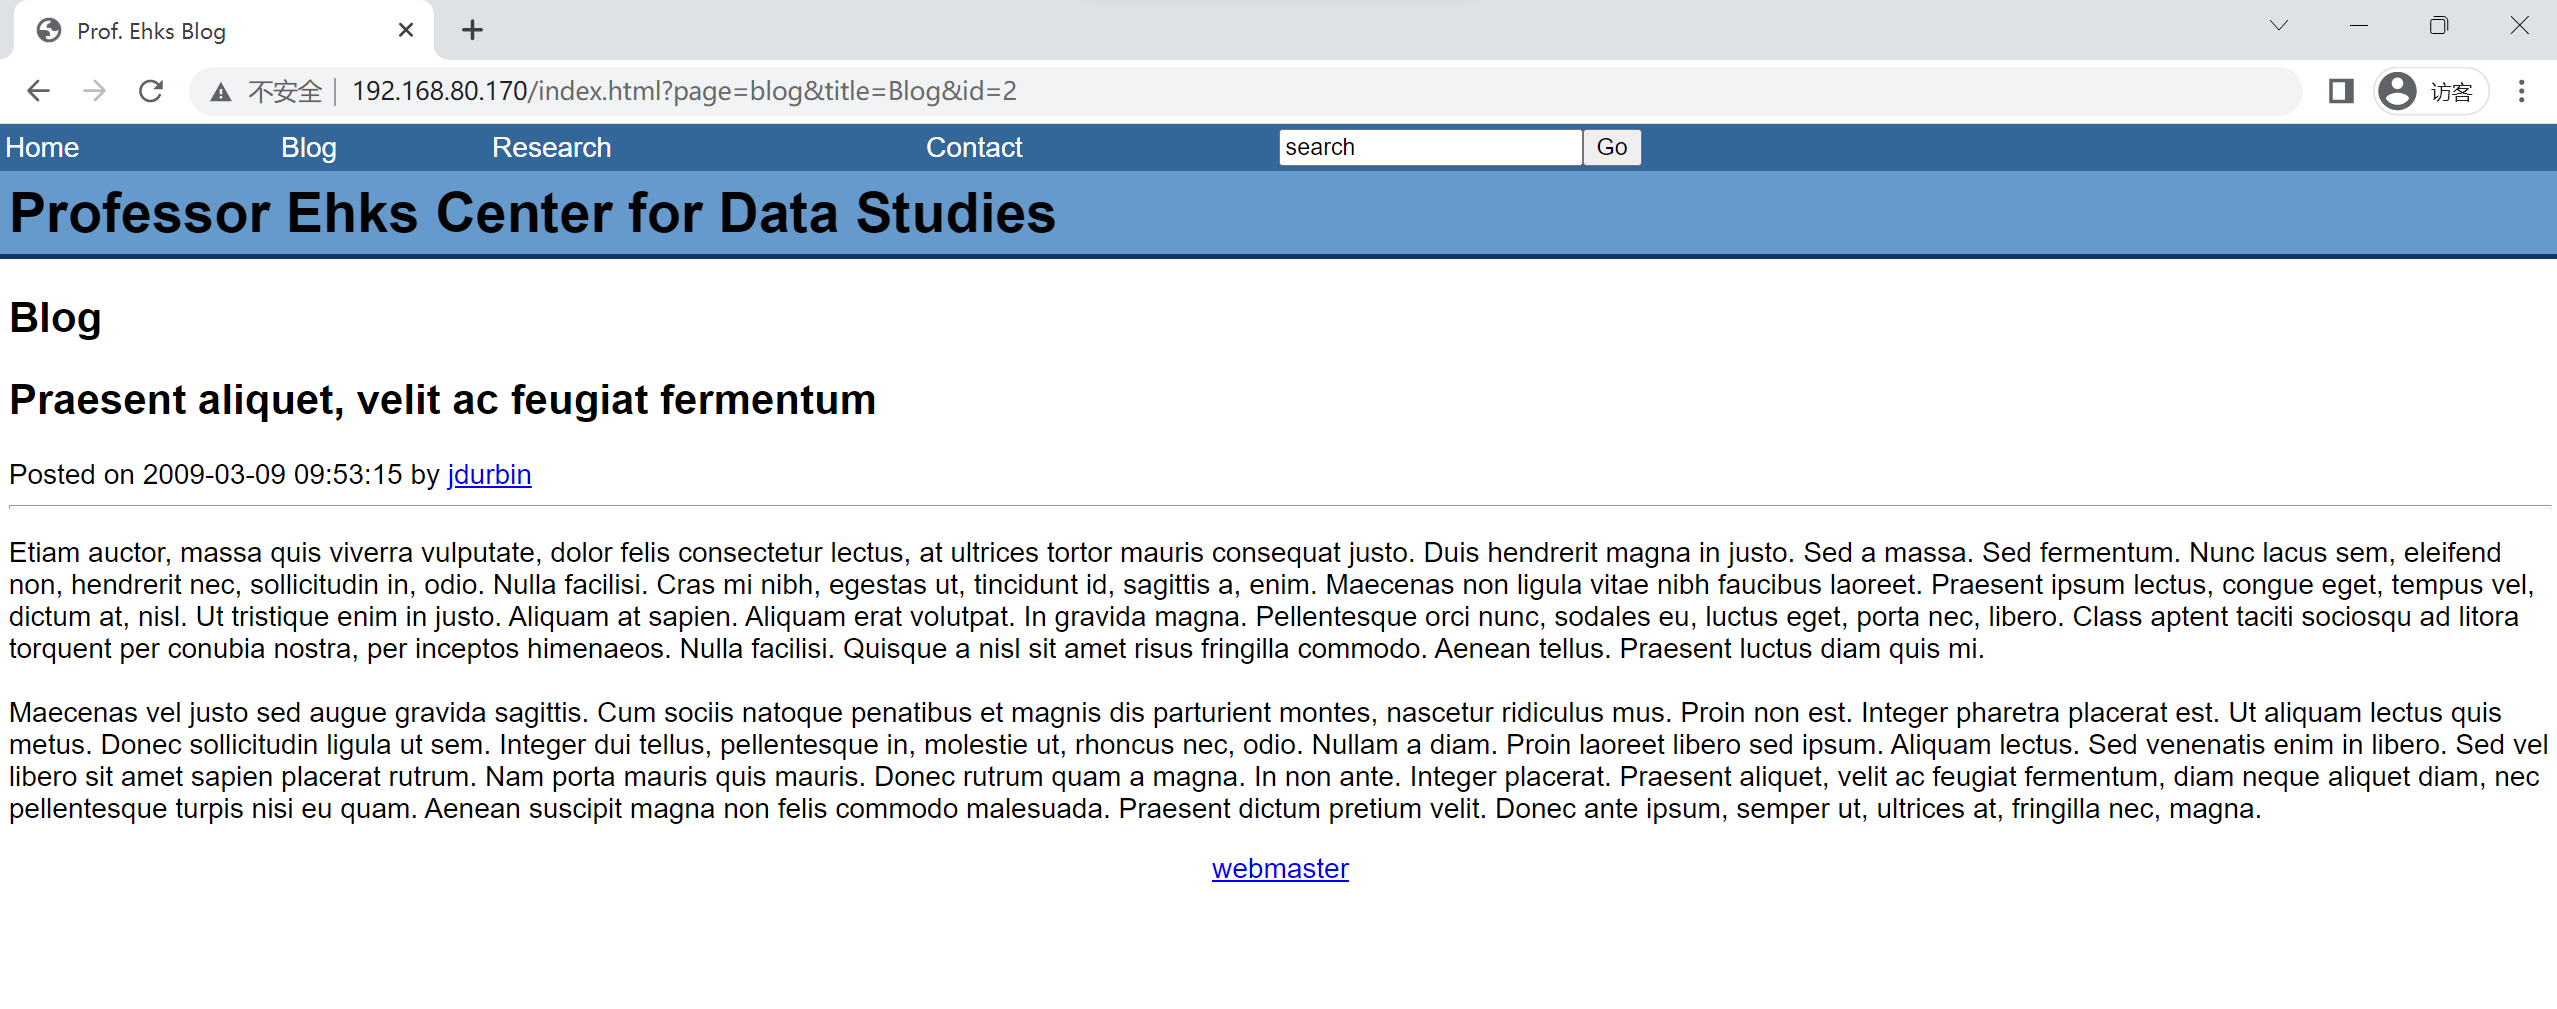 Prof. Ehks Blog
不安全 192.168.80.170/index.html?page=blog&title=Blog&id=2 访客
Home Blog Research Contact search Go
Professor Ehks Center for Data Studies
Blog
Praesent aliquet, velit ac feugiat fermentum
Posted on 2009-03-09 09:53:15 by jdurbin
Etiam auctor, massa quis viverra vulputate, dolor felis consectetur lectus, at ultrices tortor mauris consequat justo. Duis hendrerit magna in justo. Sed a massa. Sed fermentum. Nunc lacus sem, eleifend
non, hendrerit nec, sollicitudin in, odio. Nulla facilisi. Cras mi nibh, egestas ut, tincidunt id, sagittis a, enim. Maecenas non ligula vitae nibh faucibus laoreet. Praesent ipsum lectus, congue eget, tempus vel,
dictum at, nisl. Ut tristique enim in justo. Aliquam at sapien. Aliquam erat volutpat. In gravida magna. Pellentesque orci nunc, sodales eu, luctus eget, porta nec, libero. Class aptent taciti sociosqu ad litora
torquent per conubia nostra, per inceptos himenaeos. Nulla facilisi. Quisque a nisl sit amet risus fringilla commodo. Aenean tellus. Praesent luctus diam quis mi.
Maecenas vel justo sed augue gravida sagittis. Cum sociis natoque penatibus et magnis dis parturient montes, nascetur ridiculus mus. Proin non est. Integer pharetra placerat est. Ut aliquam lectus quis
metus. Donec sollicitudin ligula ut sem. Integer dui tellus, pellentesque in, molestie ut, rhoncus nec, odio. Nullam a diam. Proin laoreet libero sed ipsum. Aliquam lectus. Sed venenatis enim in libero. Sed vel
libero sit amet sapien placerat rutrum. Nam porta mauris quis mauris. Donec rutrum quam a magna. In non ante. Integer placerat. Praesent aliquet, velit ac feugiat fermentum, diam neque aliquet diam, nec
pellentesque turpis nisi eu quam. Aenean suscipit magna non felis commodo malesuada. Praesent dictum pretium velit. Donec ante ipsum, semper ut, ultrices at, fringilla nec, magna.
webmaster